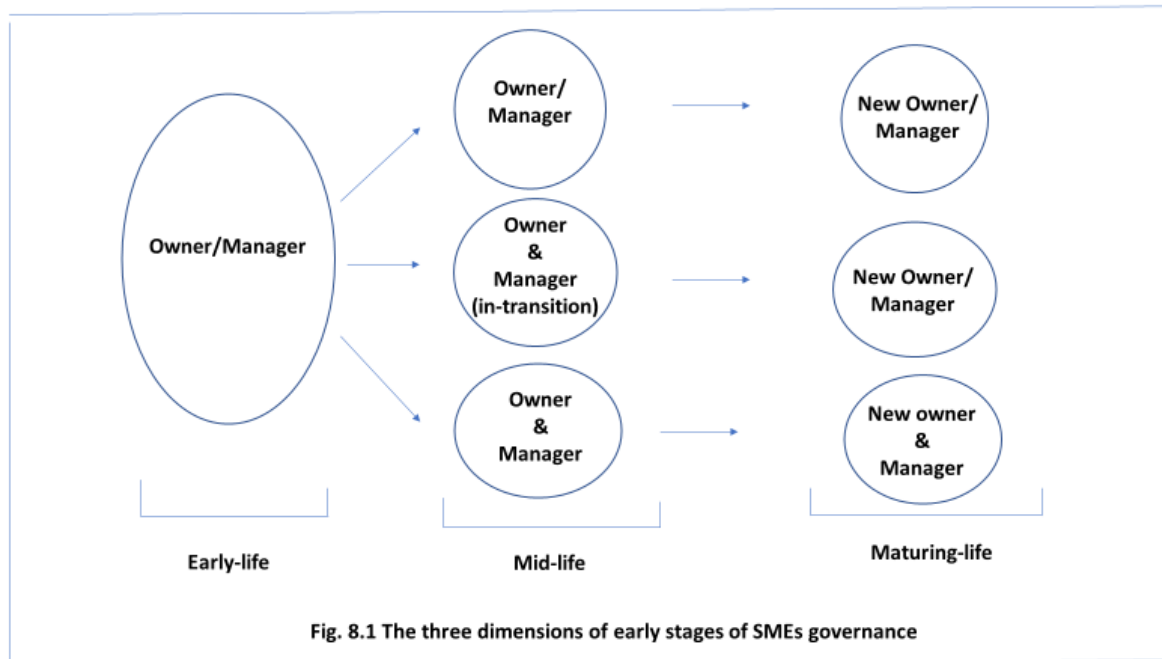 Owner/Manager
Owner/
Manager
Owner
&
Manager
(in-transition)
Owner
&
Manager
New Owner/
Manager
New Owner/
Manager
New owner
&
Manager
Early-life
Mid-life
Maturing-life
Fig. 8.1 The three dimensions of early stages of SMEs governance